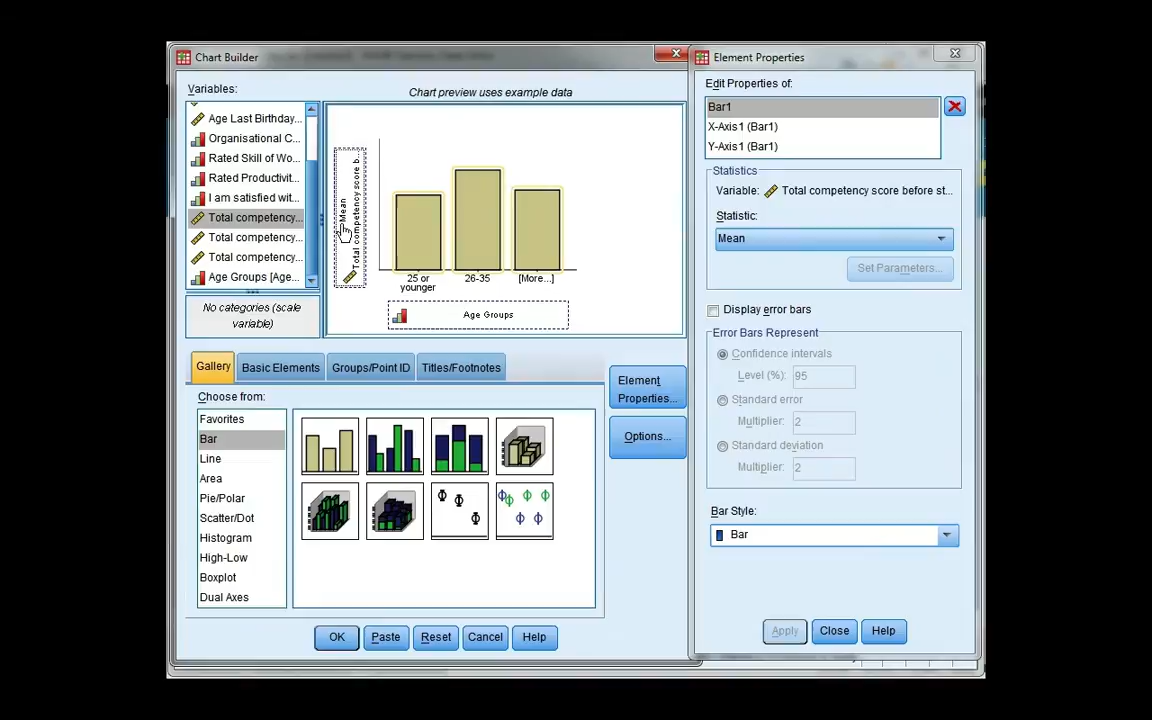 Chart Builder
Variables:
Age Last Birthday...
Organisational C...
Rated Skill of Wo...
Rated Productivit...
I am satisfied wit...
Total competency...
Total competency...
Total competency...
Age Groups [Age...
No categories (scale
variable)
Chart preview uses example data
Mean
Total competency score b...
25 or
younger
26-35
[More...]
Age Groups
Gallery
Basic Elements
Groups/Point ID
Titles/Footnotes
Choose from:
Favorites
Bar
Line
Area
Pie/Polar
Scatter/Dot
Histogram
High-Low
Boxplot
Dual Axes
Element
Properties...
Options...
OK
Paste
Reset
Cancel
Help
Element Properties
Edit Properties of:
Bar1
X-Axis1 (Bar1)
Y-Axis1 (Bar1)
Statistics
Variable:
Total competency score before st...
Statistic:
Mean
Set Parameters...
Display error bars
Error Bars Represent
Confidence intervals
Level (%): 95
Standard error
Multiplier: 2
Standard deviation
Multiplier: 2
Bar Style:
Bar
Apply
Close
Help